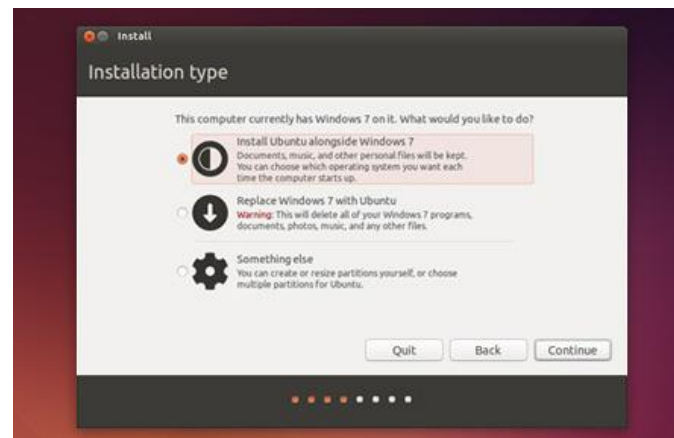 Install
Installation type
This computer currently has Windows 7 on it. What would you like to do?
Install Ubuntu alongside Windows 7
Documents, music, and other personal files will be kept.
You can choose which operating system you want each
time the computer starts up.
Replace Windows 7 with Ubuntu
Warning: This will delete all of your Windows 7 programs,
documents, photos, music, and any other files.
Something else
You can create or resize partitions yourself, or choose
multiple partitions for Ubuntu.
Quit Back Continue